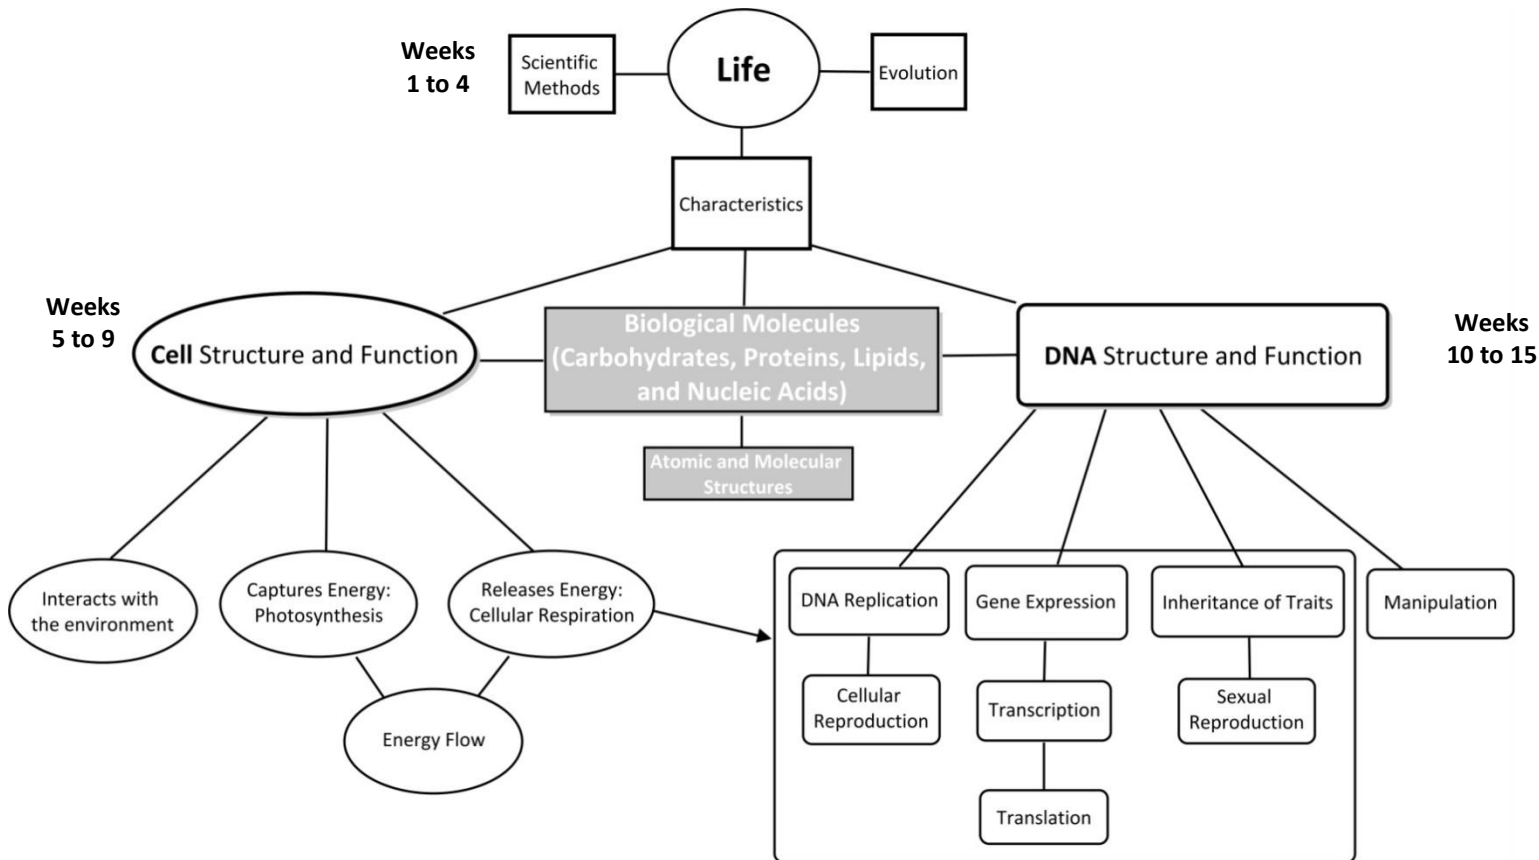 Weeks
1 to 4
Scientific
Methods
Life
Evolution
Characteristics
Weeks
5 to 9
Cell Structure and Function
Biological Molecules
(Carbohydrates, Proteins, Lipids,
and Nucleic Acids)
DNA Structure and Function
Weeks
10 to 15
Atomic and Molecular
Structures
Interacts with
the environment
Captures Energy:
Photosynthesis
Releases Energy:
Cellular Respiration
Energy Flow
DNA Replication
Gene Expression
Inheritance of Traits
Manipulation
Cellular
Reproduction
Transcription
Sexual
Reproduction
Translation